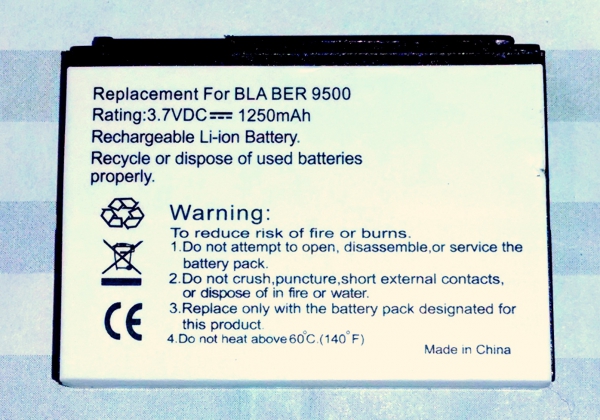 Replacement For BLA BER 9500
Rating:3.7VDC⎓ 1250mAh
Rechargeable Li-ion Battery.
Recycle or dispose of used batteries
properly.
Warning:
To reduce risk of fire or burns.
1.Do not attempt to open, disassemble,or service the
battery pack.
2.Do not crush,puncture,short external contacts,
or dispose of in fire or water.
3.Replace only with the battery pack designated for
this product.
4.Do not heat above 60°C.(140°F)
CE
Made in China